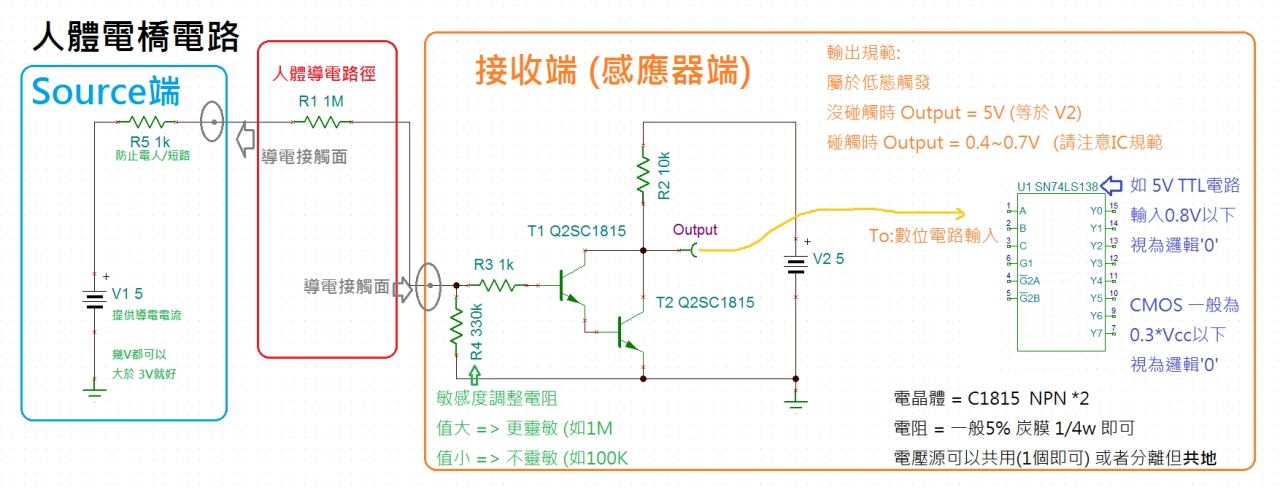 人體電橋電路
Source端
R5 1k
防止電人/短路
V1 5
提供導電電流
幾V都可以
大於 3V就好
人體導電路徑
R1 1M
導電接觸面
導電接觸面
接收端 (感應器端)
R2 10k
T1 Q2SC1815
Output
R3 1k
T2 Q2SC1815
R4 330k
V2 5
敏感度調整電阻
值大 => 更靈敏 (如1M
值小 => 不靈敏 (如100K
輸出規範:
屬於低態觸發
沒碰觸時 Output = 5V (等於 V2)
碰觸時 Output = 0.4~0.7V (請注意IC規範
To:數位電路輸入
U1 SN74LS138
1 A Y0 15
2 B Y1 14
3 C Y2 13
6 G1 Y3 12
4 G2A Y4 11
5 G2B Y5 10
Y6 9
Y7 7
如 5V TTL電路
輸入0.8V以下
視為邏輯'0'
CMOS 一般為
0.3*Vcc以下
視為邏輯'0'
電晶體 = C1815 NPN *2
電阻 = 一般5% 炭膜 1/4w 即可
電壓源可以共用(1個即可) 或者分離但共地